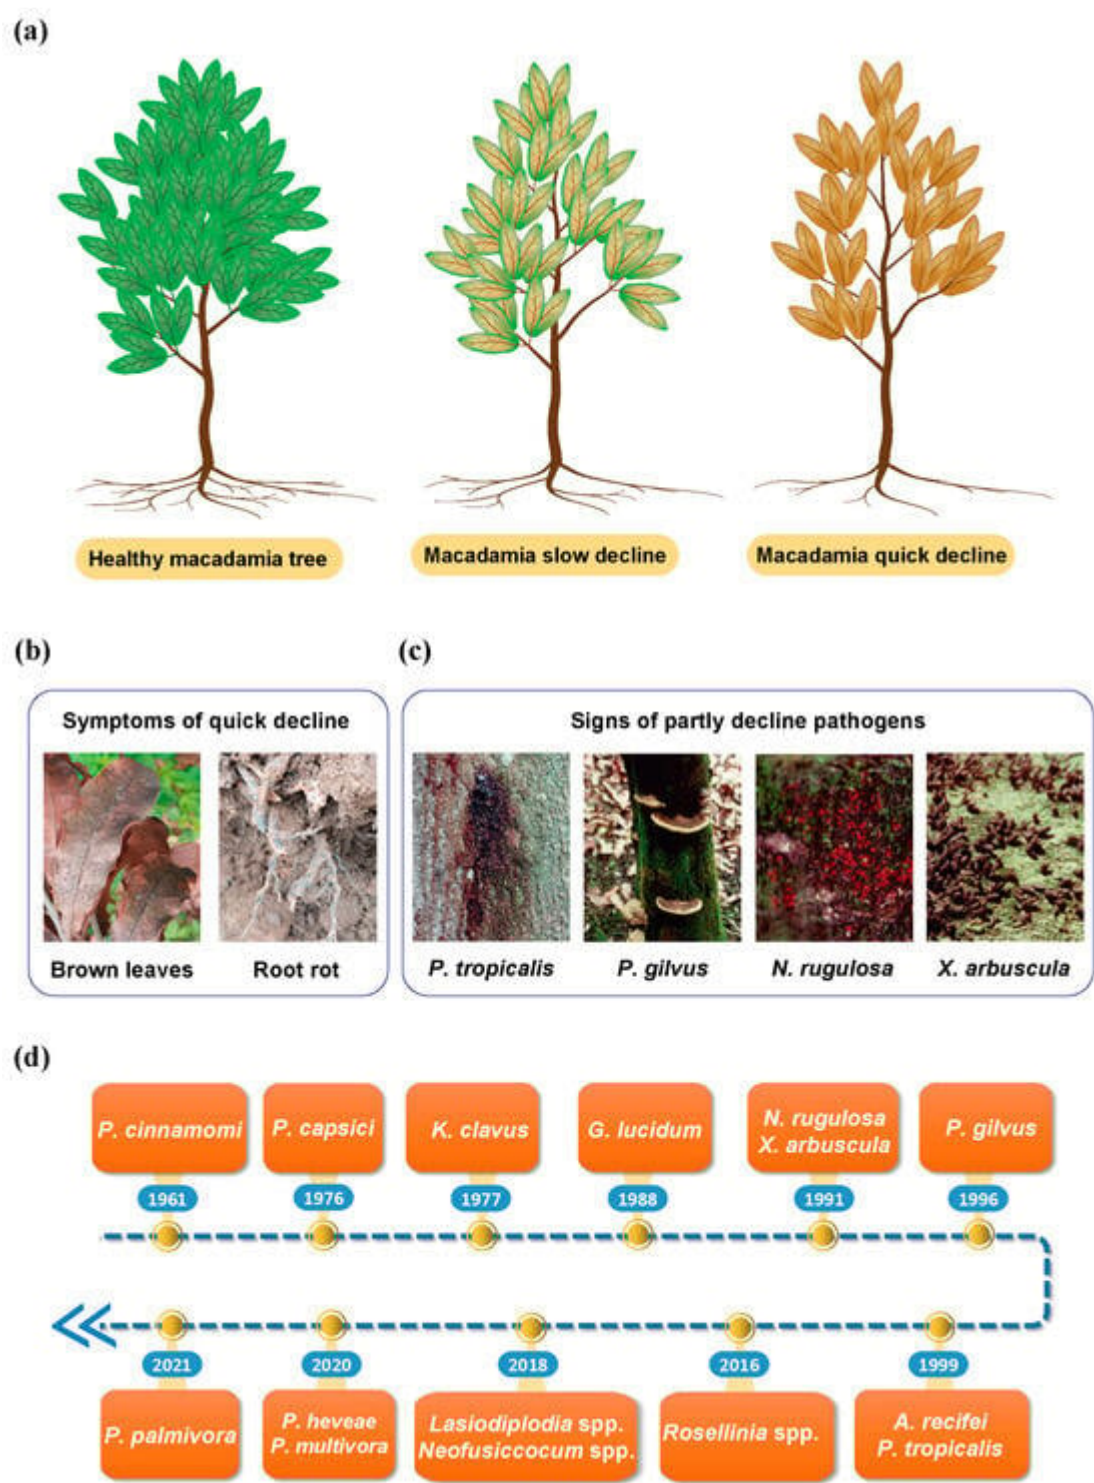 (a)
Healthy macadamia tree
Macadamia slow decline
Macadamia quick decline
(b)
Symptoms of quick decline
Brown leaves
Root rot
(c)
Signs of partly decline pathogens
P. tropicalis
P. gilvus
N. rugulosa
X. arbuscula
(d)
P. cinnamomi
1961
P. capsici
1976
K. clavus
1977
G. lucidum
1988
N. rugulosa
X. arbuscula
1991
P. gilvus
1996
1999
A. recifei
P. tropicalis
2016
Rosellinia spp.
2018
Lasiodiplodia spp.
Neofusiccocum spp.
2020
P. heveae
P. multivora
2021
P. palmivora